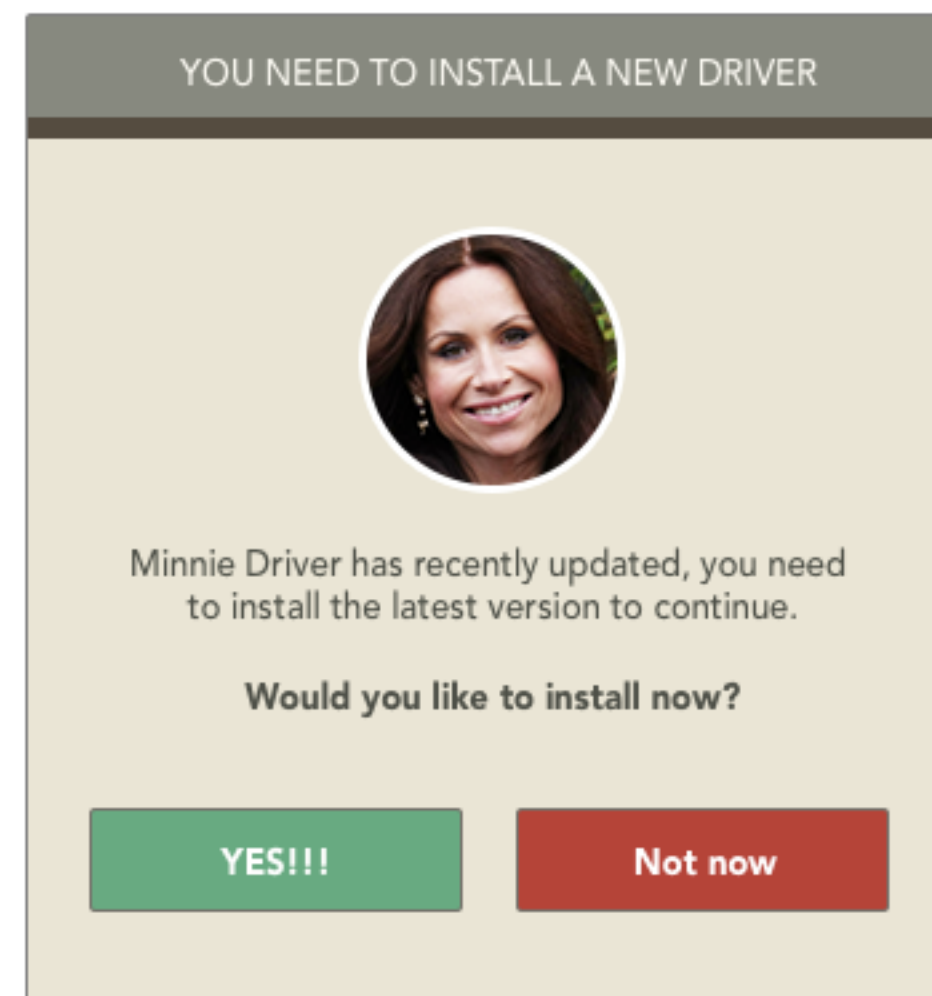 YOU NEED TO INSTALL A NEW DRIVER
Minnie Driver has recently updated, you need
to install the latest version to continue.
Would you like to install now?
YES!!!
Not now